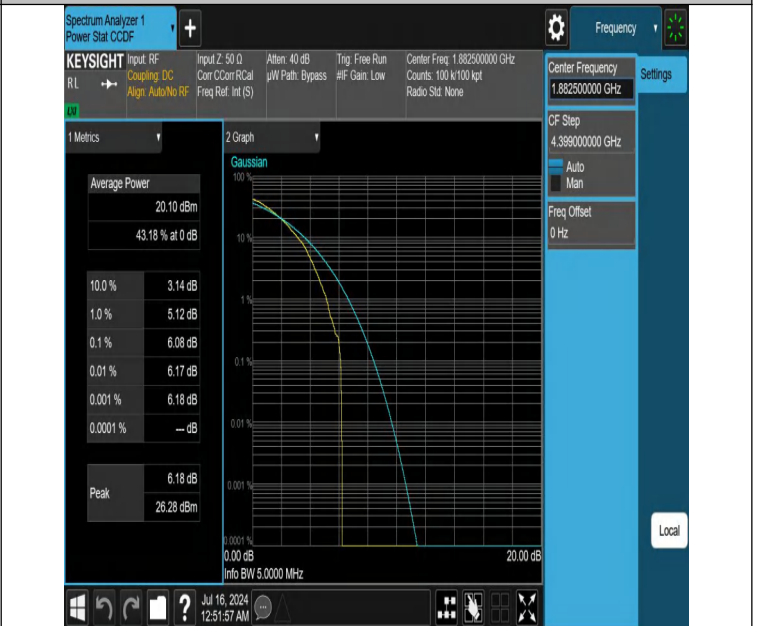 Spectrum Analyzer 1
Power Stat CCDF
+
Frequency
KEYSIGHT
RL
LXI
Input: RF
Coupling: DC
Align: Auto/No RF
Input Z: 50 Ω
Corr CCorr RCal
Freq Ref: Int (S)
Atten: 40 dB
µW Path: Bypass
Trig: Free Run
#IF Gain: Low
Center Freq: 1.882500000 GHz
Counts: 100 k/100 kpt
Radio Std: None
Center Frequency
1.882500000 GHz
Settings
CF Step
4.399000000 GHz
Auto
Man
Freq Offset
0 Hz
1 Metrics
Average Power
20.10 dBm
43.18 % at 0 dB
10.0 % 3.14 dB
1.0 % 5.12 dB
0.1 % 6.08 dB
0.01 % 6.17 dB
0.001 % 6.18 dB
0.0001 % --- dB
Peak
6.18 dB
26.28 dBm
2 Graph
Gaussian
100 %
10 %
1 %
0.1 %
0.01 %
0.001 %
0.0001 %
0.00 dB 20.00 dB
Info BW 5.0000 MHz
Local
?
Jul 16, 2024
12:51:57 AM